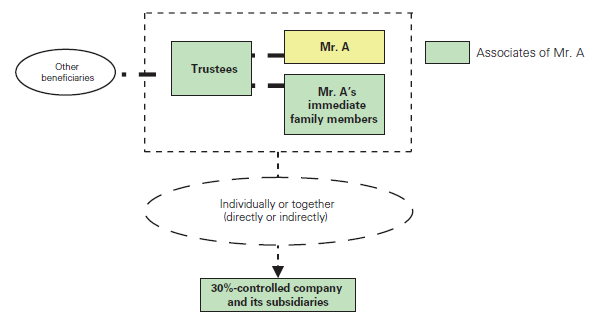 Other
beneficiaries
Trustees
Mr. A
Mr. A's
immediate
family members
Associates of Mr. A
Individually or together
(directly or indirectly)
30%-controlled company
and its subsidiaries